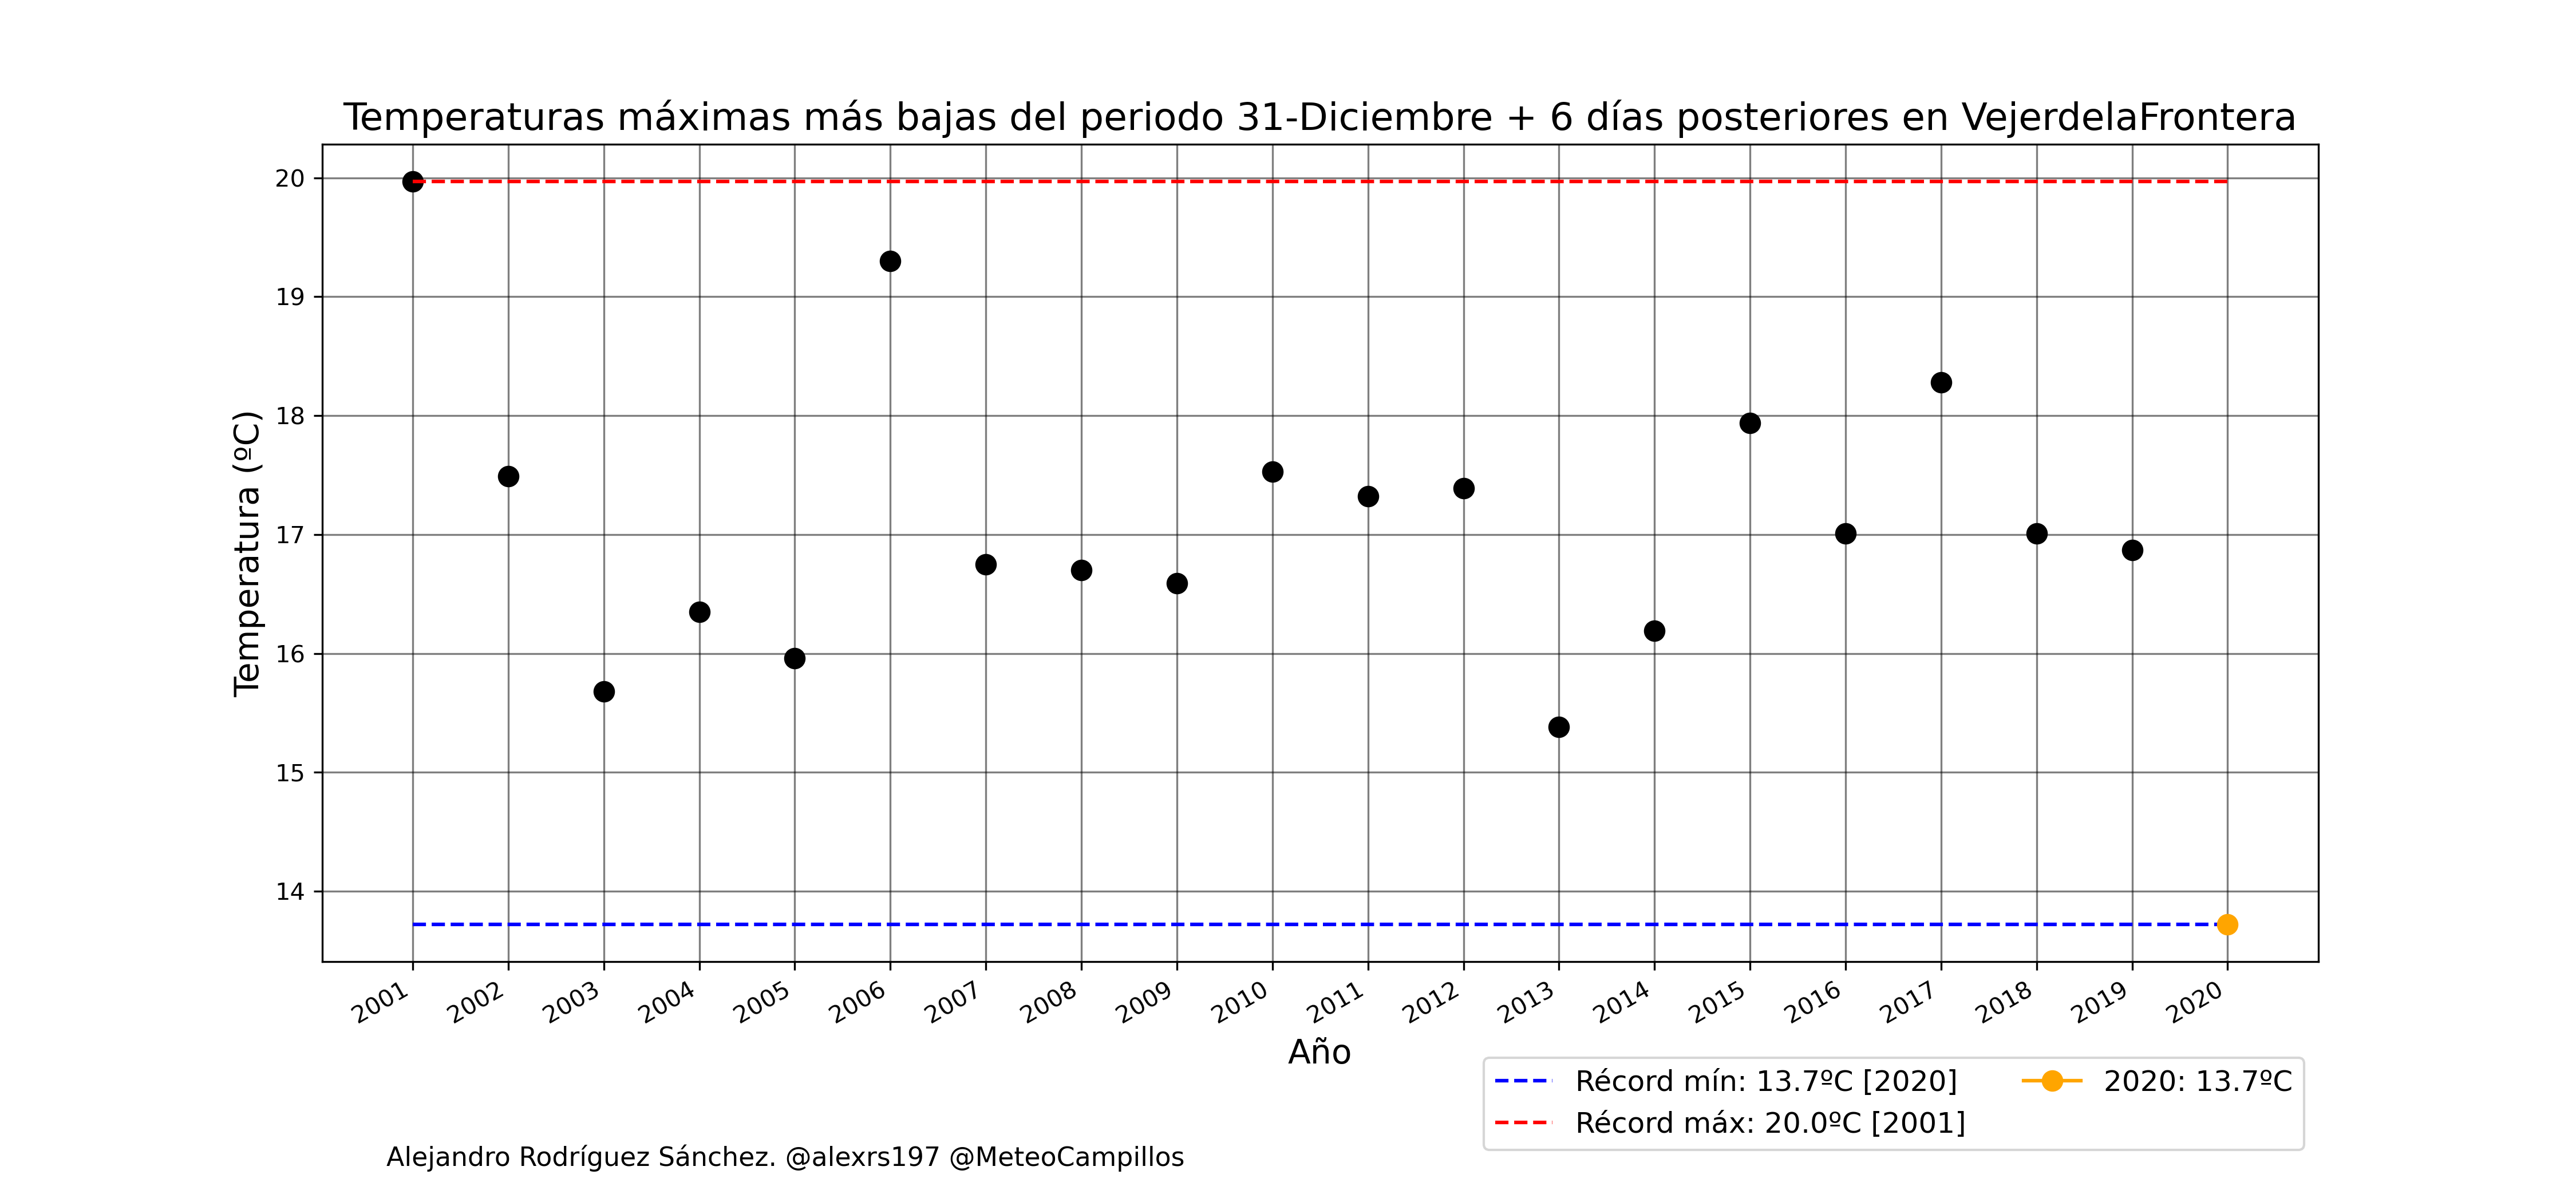 Temperaturas máximas más bajas del periodo 31-Diciembre + 6 días posteriores en VejerdelaFrontera
Temperatura (ºC)
20
19
18
17
16
15
14
2001 2002 2003 2004 2005 2006 2007 2008 2009 2010 2011 2012 2013 2014 2015 2016 2017 2018 2019 2020
Año
Récord mín: 13.7ºC [2020]
Récord máx: 20.0ºC [2001]
2020: 13.7ºC
Alejandro Rodríguez Sánchez. @alexrs197 @MeteoCampillos